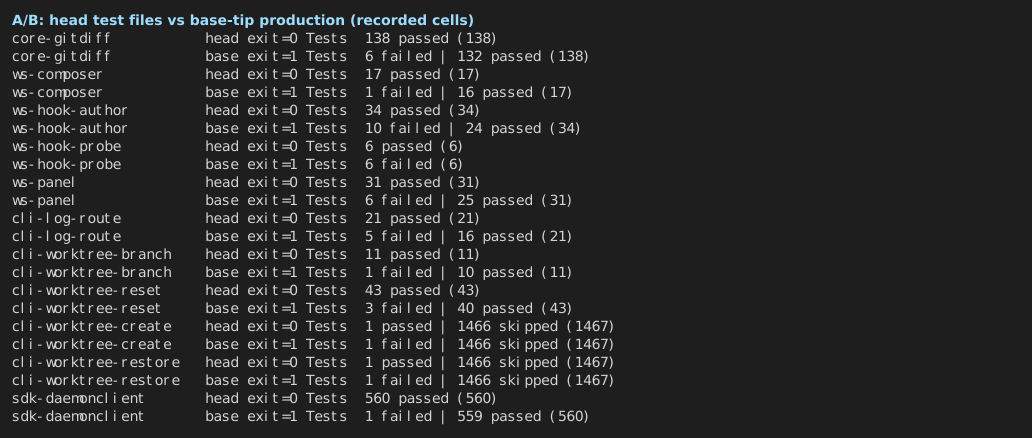 A/B: head test files vs base-tip production (recorded cells)
core-gitdiff head exit=0 Tests 138 passed (138)
core-gitdiff base exit=1 Tests 6 failed | 132 passed (138)
ws-composer head exit=0 Tests 17 passed (17)
ws-composer base exit=1 Tests 1 failed | 16 passed (17)
ws-hook-author head exit=0 Tests 34 passed (34)
ws-hook-author base exit=1 Tests 10 failed | 24 passed (34)
ws-hook-probe head exit=0 Tests 6 passed (6)
ws-hook-probe base exit=1 Tests 6 failed (6)
ws-panel head exit=0 Tests 31 passed (31)
ws-panel base exit=1 Tests 6 failed | 25 passed (31)
cli-log-route head exit=0 Tests 21 passed (21)
cli-log-route base exit=1 Tests 5 failed | 16 passed (21)
cli-worktree-branch head exit=0 Tests 11 passed (11)
cli-worktree-branch base exit=1 Tests 1 failed | 10 passed (11)
cli-worktree-reset head exit=0 Tests 43 passed (43)
cli-worktree-reset base exit=1 Tests 3 failed | 40 passed (43)
cli-worktree-create head exit=0 Tests 1 passed | 1466 skipped (1467)
cli-worktree-create base exit=1 Tests 1 failed | 1466 skipped (1467)
cli-worktree-restore head exit=0 Tests 1 passed | 1466 skipped (1467)
cli-worktree-restore base exit=1 Tests 1 failed | 1466 skipped (1467)
sdk-daemonclient head exit=0 Tests 560 passed (560)
sdk-daemonclient base exit=1 Tests 1 failed | 559 passed (560)